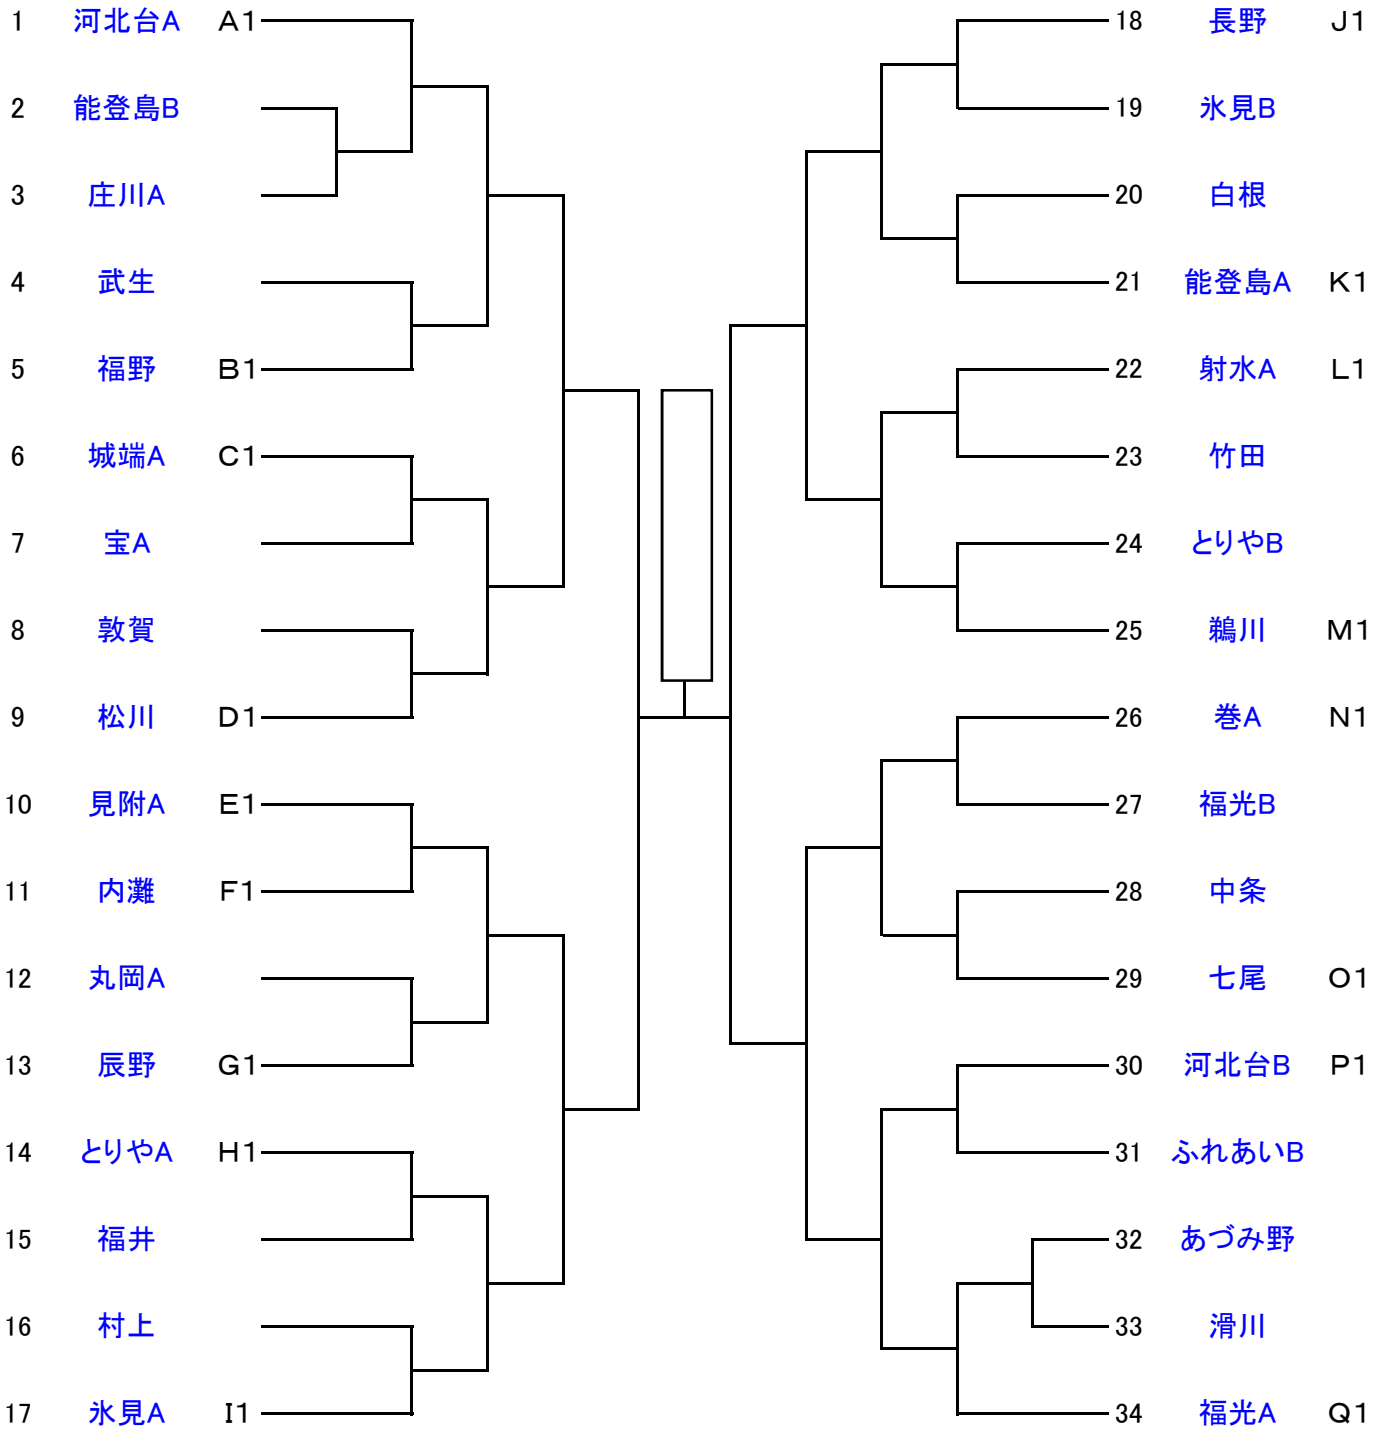 1 河北台A A1
2 能登島B
3 庄川A
4 武生
5 福野 B1
6 城端A C1
7 宝A
8 敦賀
9 松川 D1
10 見附A E1
11 内灘 F1
12 丸岡A
13 辰野 G1
14 とりやA H1
15 福井
16 村上
17 氷見A I1
18 長野 J1
19 氷見B
20 白根
21 能登島A K1
22 射水A L1
23 竹田
24 とりやB
25 鵜川 M1
26 巻A N1
27 福光B
28 中条
29 七尾 O1
30 河北台B P1
31 ふれあいB
32 あづみ野
33 滑川
34 福光A Q1